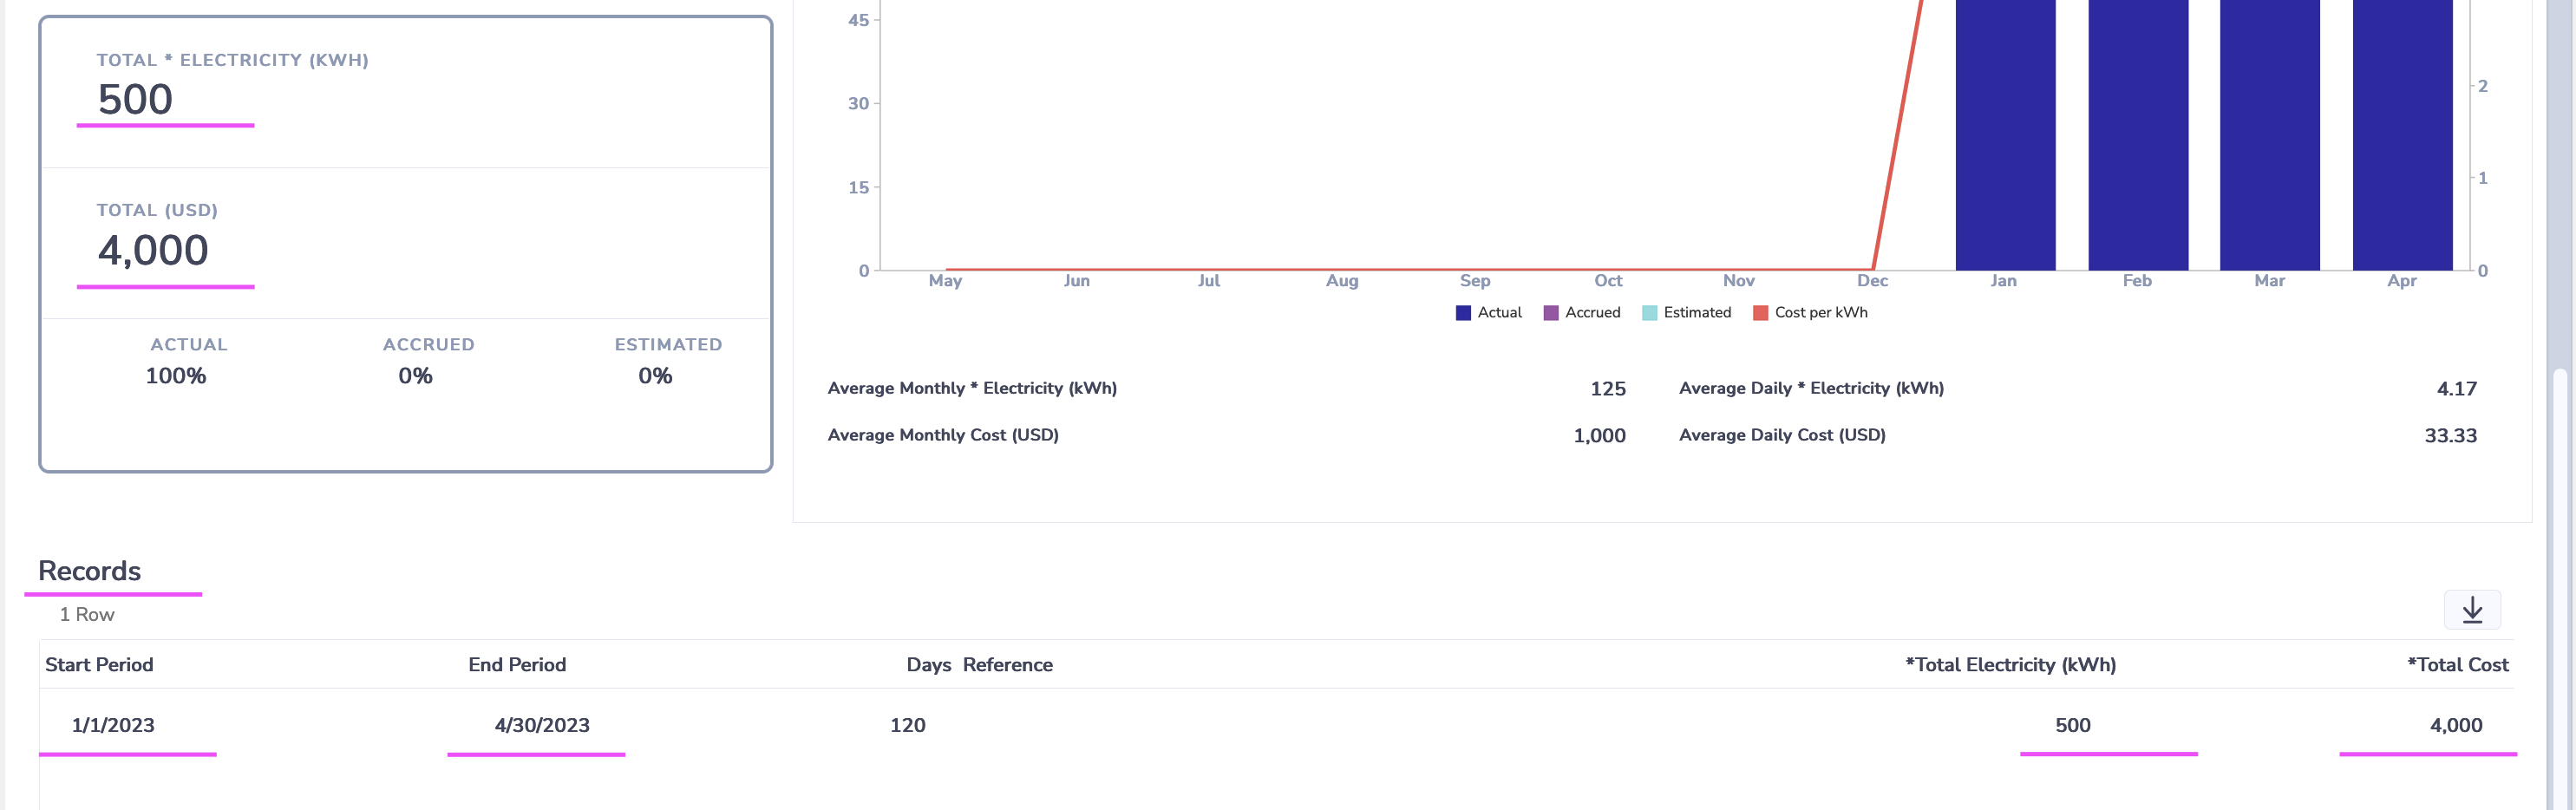 TOTAL * ELECTRICITY (KWH)
500
TOTAL (USD)
4,000
ACTUAL ACCRUED ESTIMATED
100% 0% 0%
45
30
15
0
2
1
0
May Jun Jul Aug Sep Oct Nov Dec Jan Feb Mar Apr
Actual Accrued Estimated Cost per kWh
Average Monthly * Electricity (kWh) 125 Average Daily * Electricity (kWh) 4.17
Average Monthly Cost (USD) 1,000 Average Daily Cost (USD) 33.33
Records
1 Row
Start Period End Period Days Reference *Total Electricity (kWh) *Total Cost
1/1/2023 4/30/2023 120 500 4,000